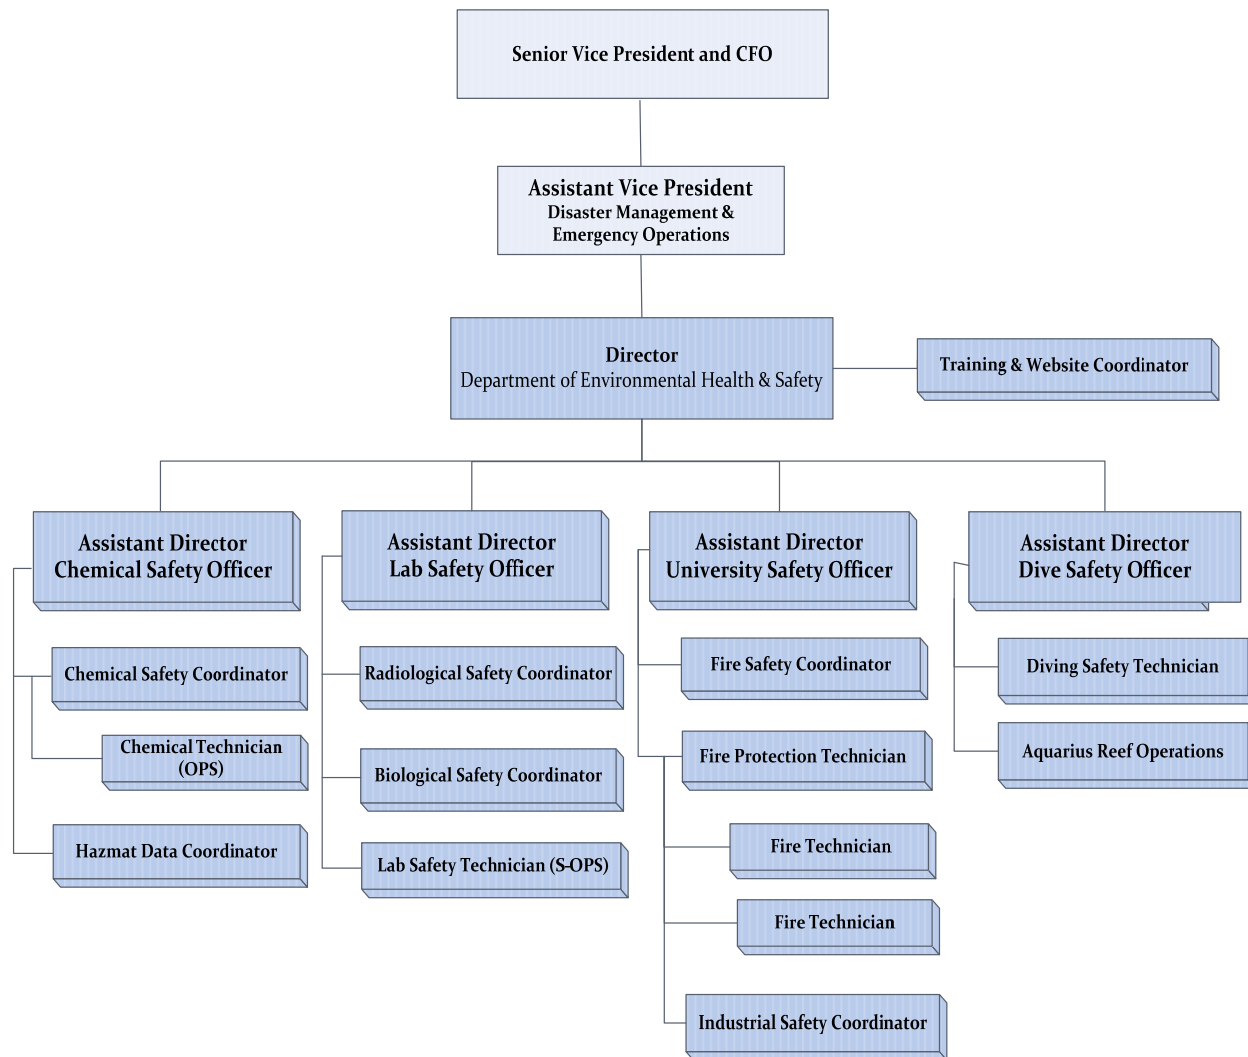 Senior Vice President and CFO
Assistant Vice President
Disaster Management &
Emergency Operations
Director
Department of Environmental Health & Safety
Training & Website Coordinator
Assistant Director
Chemical Safety Officer
Chemical Safety Coordinator
Chemical Technician
(OPS)
Hazmat Data Coordinator
Assistant Director
Lab Safety Officer
Radiological Safety Coordinator
Biological Safety Coordinator
Lab Safety Technician (S-OPS)
Assistant Director
University Safety Officer
Fire Safety Coordinator
Fire Protection Technician
Fire Technician
Fire Technician
Industrial Safety Coordinator
Assistant Director
Dive Safety Officer
Diving Safety Technician
Aquarius Reef Operations